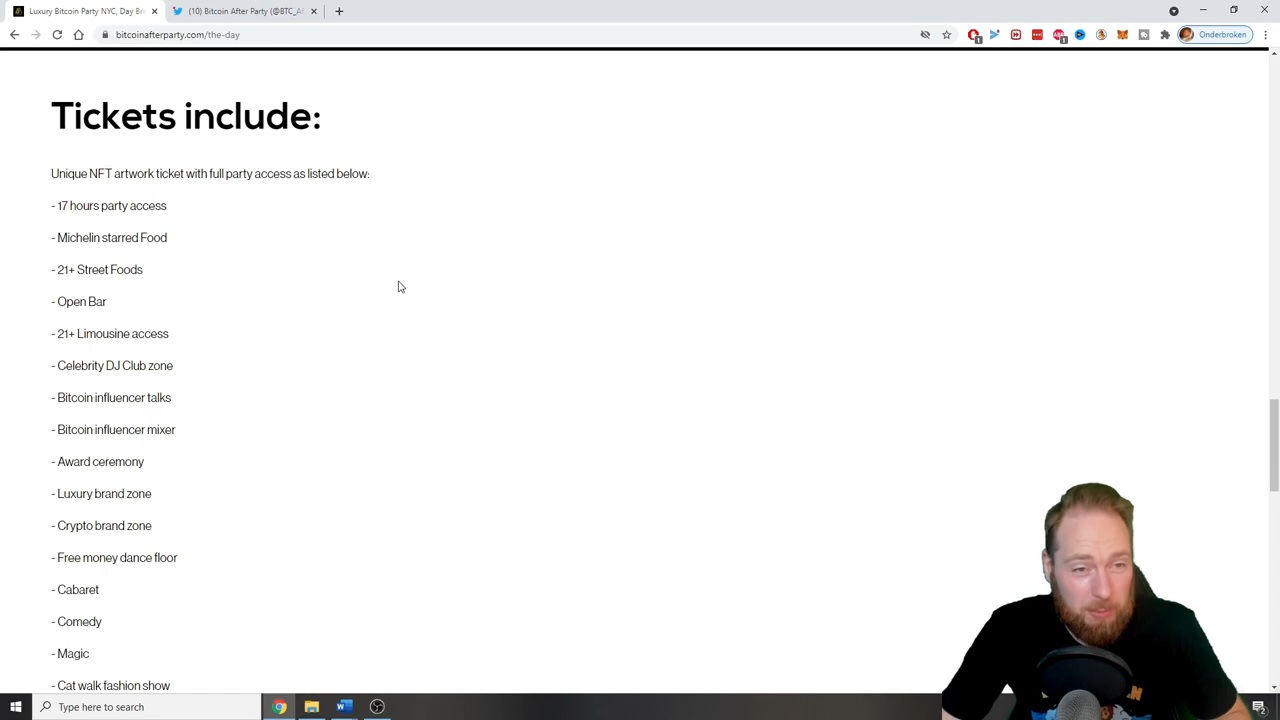 Luxury Bitcoin Party NYC, Day Br
(10) Bitcoin After Party (@BTC_Af
bitcoinafterparty.com/the-day
Onderbroken
Tickets include:
Unique NFT artwork ticket with full party access as listed below:
- 17 hours party access
- Michelin starred Food
- 21+ Street Foods
- Open Bar
- 21+ Limousine access
- Celebrity DJ Club zone
- Bitcoin influencer talks
- Bitcoin influencer mixer
- Award ceremony
- Luxury brand zone
- Crypto brand zone
- Free money dance floor
- Cabaret
- Comedy
- Magic
- Cat walk fashion show
Type here to search